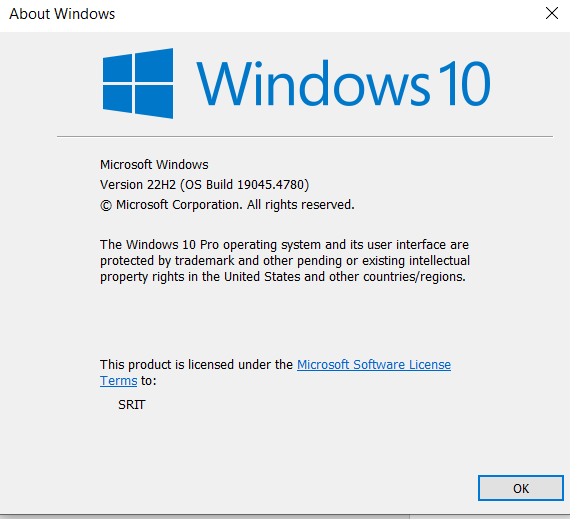 About Windows
Windows 10
Microsoft Windows
Version 22H2 (OS Build 19045.4780)
© Microsoft Corporation. All rights reserved.
The Windows 10 Pro operating system and its user interface are
protected by trademark and other pending or existing intellectual
property rights in the United States and other countries/regions.
This product is licensed under the Microsoft Software License
Terms to:
SRIT
OK